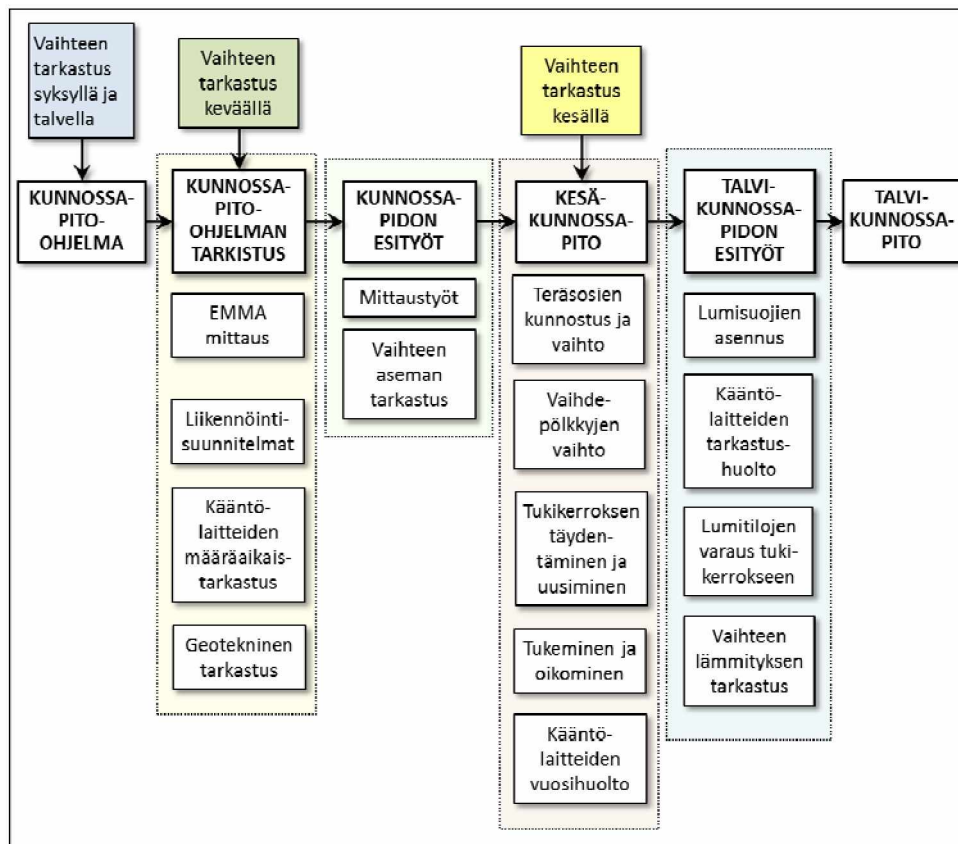 Vaihteen
tarkastus
syksyllä ja
talvella
Vaihteen
tarkastus
keväällä
Vaihteen
tarkastus
kesällä
KUNNOSSA-
PITO-
OHJELMA
KUNNOSSA-
PITO-
OHJELMAN
TARKISTUS
KUNNOSSA-
PIDON
ESITYÖT
KESÄ-
KUNNOSSA-
PITO
TALVI-
KUNNOSSA-
PIDON
ESITYÖT
TALVI-
KUNNOSSA-
PITO
EMMA
mittaus
Liikennöinti-
suunnitelmat
Kääntö-
laitteiden
määräaikais-
tarkastus
Geotekninen
tarkastus
Mittaustyöt
Vaihteen
aseman
tarkastus
Teräsosien
kunnostus ja
vaihto
Vaihde-
pölkkyjen
vaihto
Tukikerroksen
täyden-
täminen ja
uusiminen
Tukeminen ja
oikominen
Kääntö-
laitteiden
vuosihuolto
Lumisuojien
asennus
Kääntö-
laitteiden
tarkastus-
huolto
Lumitilojen
varaus tuki-
kerrokseen
Vaihteen
lämmityksen
tarkastus